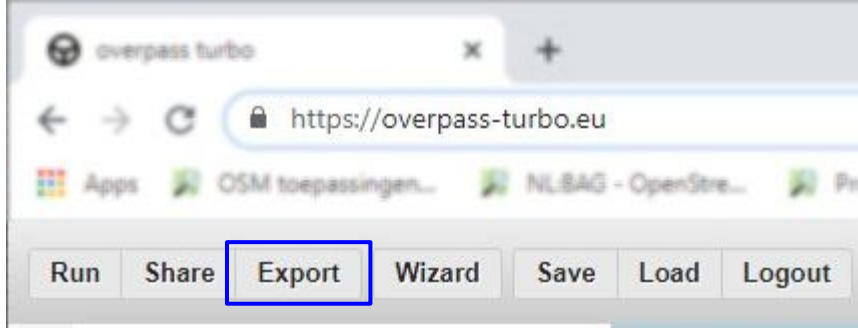 overpass turbo
https://overpass-turbo.eu
Apps OSM toepassingen... NL:BAG - OpenStre...
Run Share Export Wizard Save Load Logout